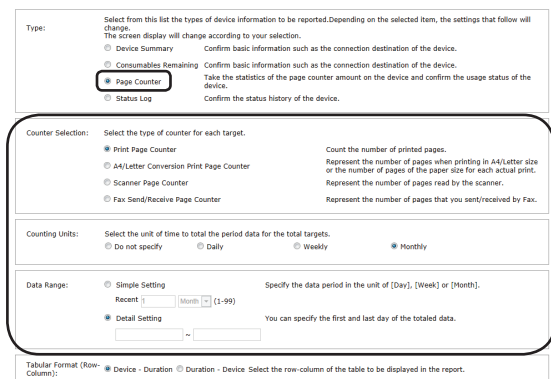 Type:
Select from this list the types of device information to be reported.Depending on the selected item, the settings that follow will
change.
The screen display will change according to your selection.
Device Summary Confirm basic information such as the connection destination of the device.
Consumables Remaining Confirm basic information such as the connection destination of the device.
Page Counter Take the statistics of the page counter amount on the device and confirm the usage status of the
device.
Status Log Confirm the status history of the device.
Counter Selection: Select the type of counter for each target.
Print Page Counter Count the number of printed pages.
A4/Letter Conversion Print Page Counter Represent the number of pages when printing in A4/Letter size
or the number of pages of the paper size for each actual print.
Scanner Page Counter Represent the number of pages read by the scanner.
Fax Send/Receive Page Counter Represent the number of pages that you sent/received by Fax.
Counting Units: Select the unit of time to total the period data for the total targets.
Do not specify Daily Weekly Monthly
Data Range: Simple Setting Specify the data period in the unit of [Day], [Week] or [Month].
Recent 1 Month (1-99)
Detail Setting You can specify the first and last day of the totaled data.
~
Tabular Format (Row-
Column): Device - Duration Duration - Device Select the row-column of the table to be displayed in the report.